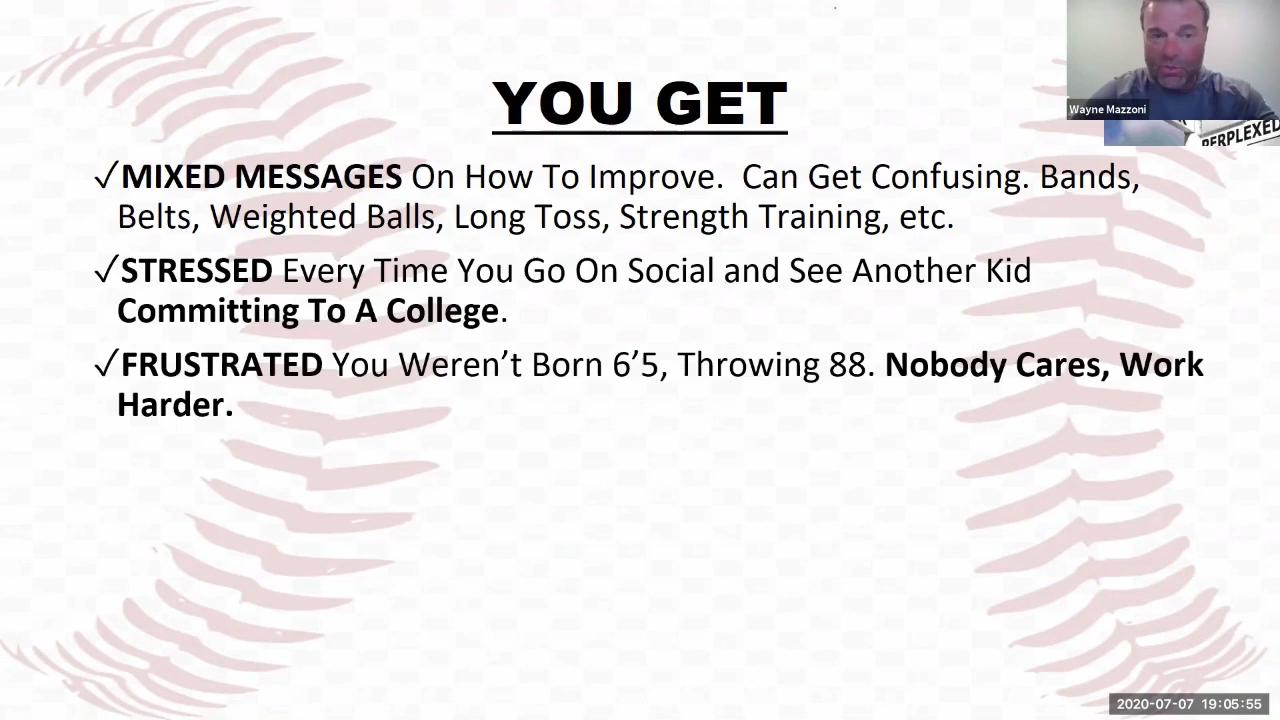 YOU GET
Wayne Mazzoni
PERPLEXED
✓MIXED MESSAGES On How To Improve.  Can Get Confusing. Bands,
Belts, Weighted Balls, Long Toss, Strength Training, etc.
✓STRESSED Every Time You Go On Social and See Another Kid
Committing To A College.
✓FRUSTRATED You Weren’t Born 6’5, Throwing 88. Nobody Cares, Work
Harder.
2020-07-07 19:05:55